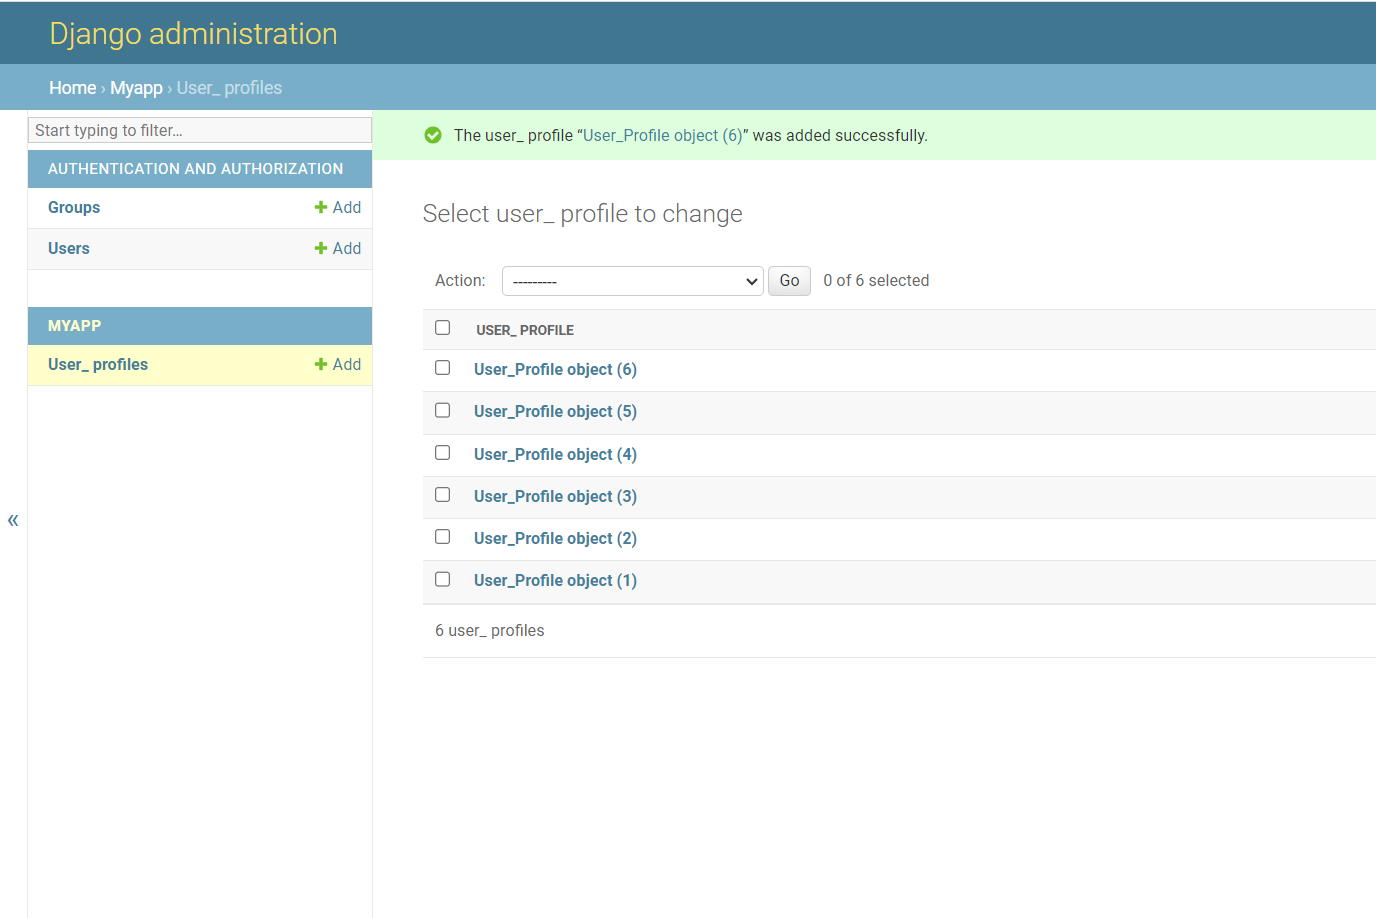 Django administration
Home › Myapp › User_ profiles
Start typing to filter…
AUTHENTICATION AND AUTHORIZATION
Groups + Add
Users + Add
MYAPP
User_ profiles + Add
«
The user_ profile “User_Profile object (6)” was added successfully.
Select user_ profile to change
Action: --------- Go 0 of 6 selected
USER_ PROFILE
User_Profile object (6)
User_Profile object (5)
User_Profile object (4)
User_Profile object (3)
User_Profile object (2)
User_Profile object (1)
6 user_ profiles